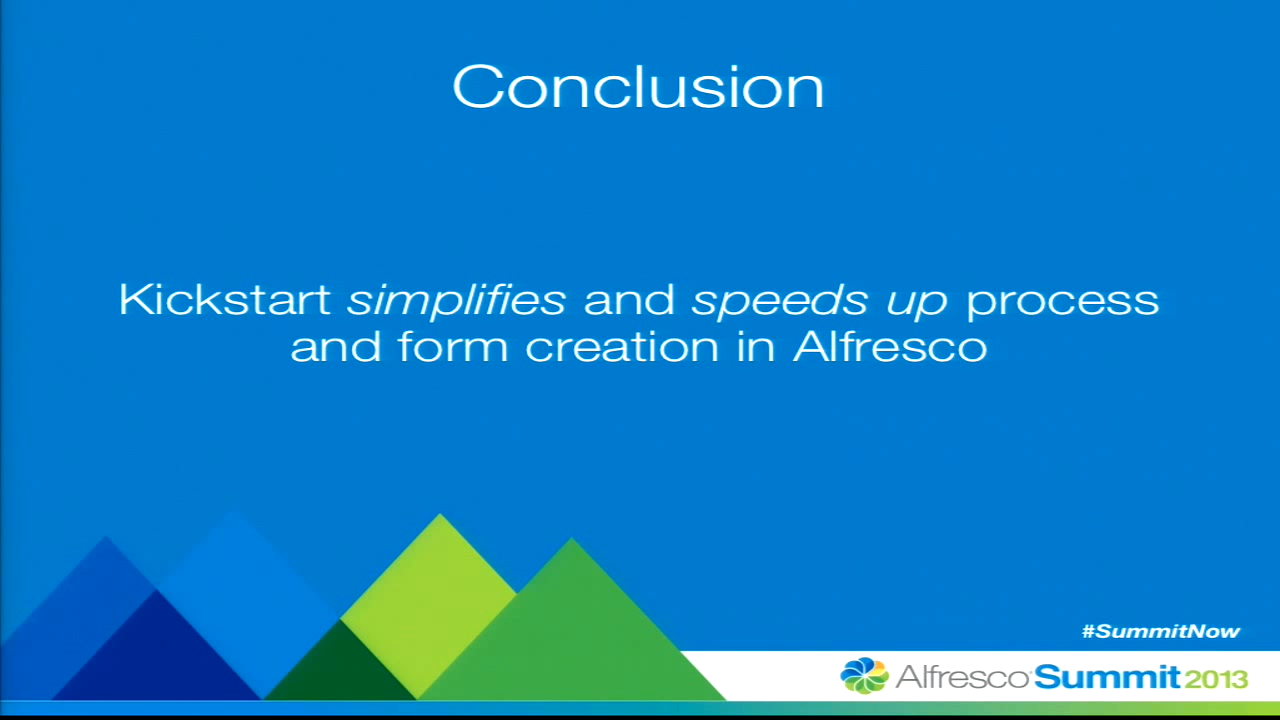 Conclusion
Kickstart simplifies and speeds up process
and form creation in Alfresco
#SummitNow
Alfresco Summit 2013